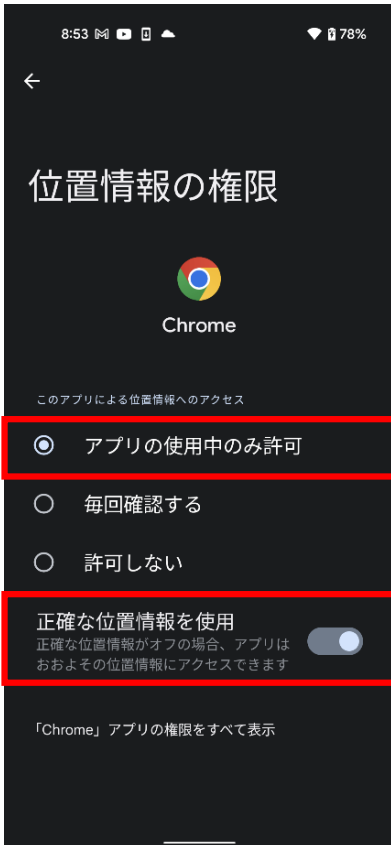 8:53 78%
位置情報の権限
Chrome
このアプリによる位置情報へのアクセス
アプリの使用中のみ許可
毎回確認する
許可しない
正確な位置情報を使用
正確な位置情報がオフの場合、アプリは
おおよその位置情報にアクセスできます
「Chrome」アプリの権限をすべて表示